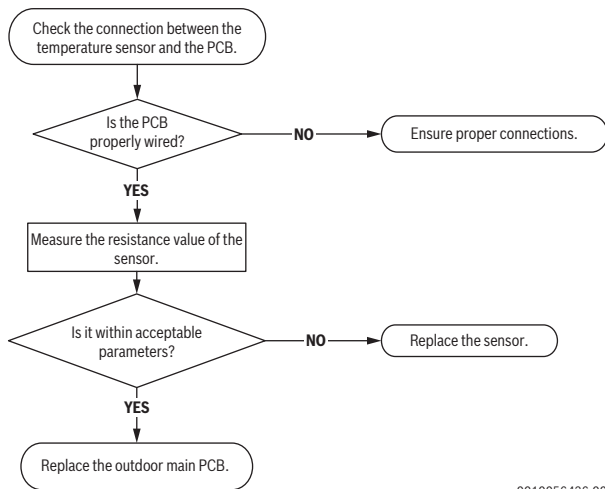 Check the connection between the
temperature sensor and the PCB.
Is the PCB
properly wired?
NO
Ensure proper connections.
YES
Measure the resistance value of the
sensor.
Is it within acceptable
parameters?
NO
Replace the sensor.
YES
Replace the outdoor main PCB.